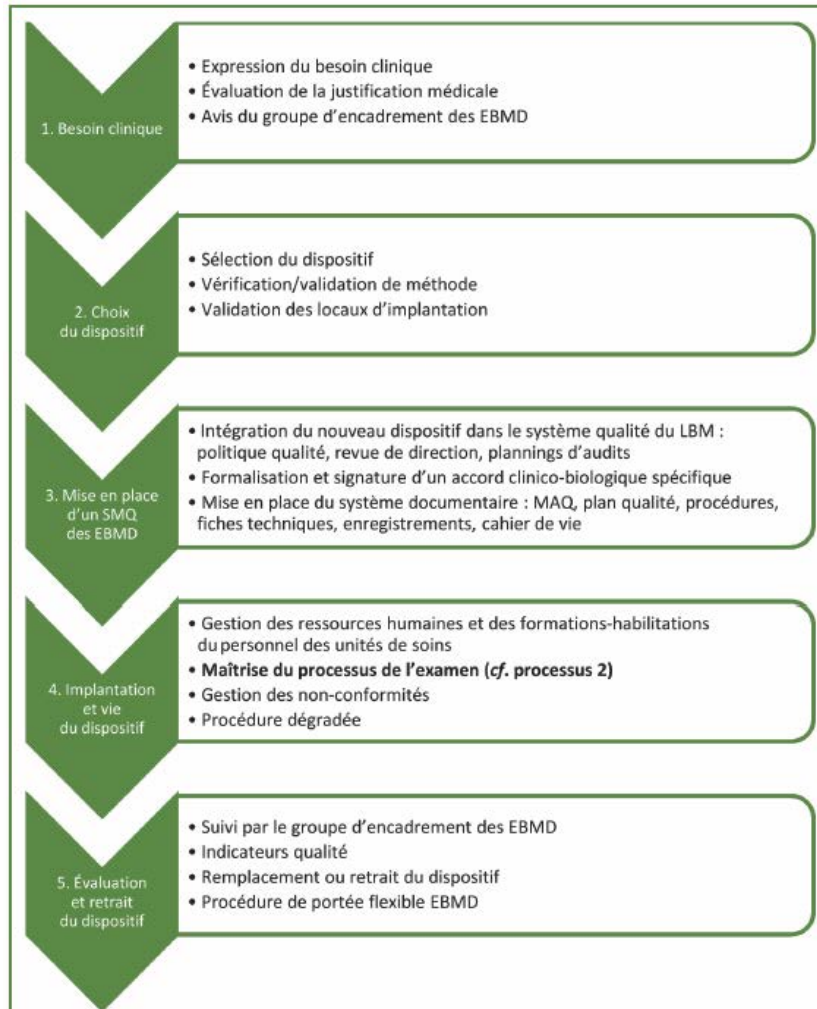 1. Besoin clinique
• Expression du besoin clinique
• Évaluation de la justification médicale
• Avis du groupe d'encadrement des EBMD
2. Choix
du dispositif
• Sélection du dispositif
• Vérification/validation de méthode
• Validation des locaux d'implantation
3. Mise en place
d'un SMQ
des EBMD
• Intégration du nouveau dispositif dans le système qualité du LBM :
politique qualité, revue de direction, plannings d'audits
• Formalisation et signature d'un accord clinico-biologique spécifique
• Mise en place du système documentaire : MAQ, plan qualité, procédures,
fiches techniques, enregistrements, cahier de vie
4. Implantation
et vie
du dispositif
• Gestion des ressources humaines et des formations-habilitations
du personnel des unités de soins
• Maîtrise du processus de l'examen (cf. processus 2)
• Gestion des non-conformités
• Procédure dégradée
5. Évaluation
et retrait
du dispositif
• Suivi par le groupe d'encadrement des EBMD
• Indicateurs qualité
• Remplacement ou retrait du dispositif
• Procédure de portée flexible EBMD